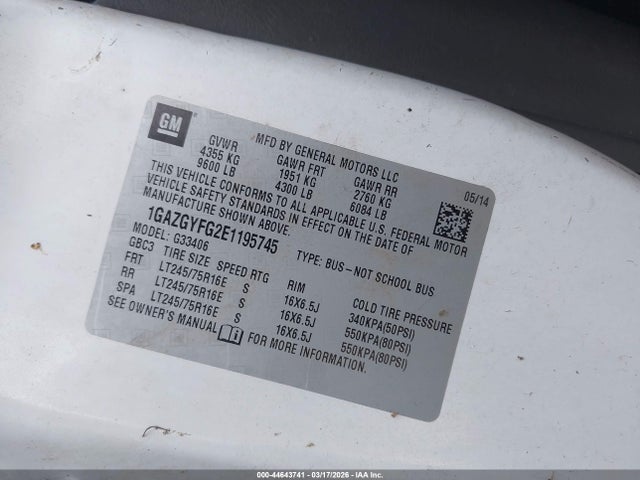 GM
MFD BY GENERAL MOTORS LLC 05/14
GVWR GAWR FRT GAWR RR
4355 KG 1951 KG 2760 KG
9600 LB 4300 LB 6084 LB
THIS VEHICLE CONFORMS TO ALL APPLICABLE U.S. FEDERAL MOTOR
VEHICLE SAFETY STANDARDS IN EFFECT ON THE DATE OF
MANUFACTURE SHOWN ABOVE.
1GAZGYFG2E1195745 TYPE: BUS–NOT SCHOOL BUS
MODEL: G33406
GBC3 TIRE SIZE SPEED RTG RIM COLD TIRE PRESSURE
FRT LT245/75R16E S 16X6.5J 340KPA(50PSI)
RR LT245/75R16E S 16X6.5J 550KPA(80PSI)
SPA LT245/75R16E S 16X6.5J 550KPA(80PSI)
SEE OWNER'S MANUAL FOR MORE INFORMATION.
000-44643741 - 03/17/2026 - IAAI Inc.